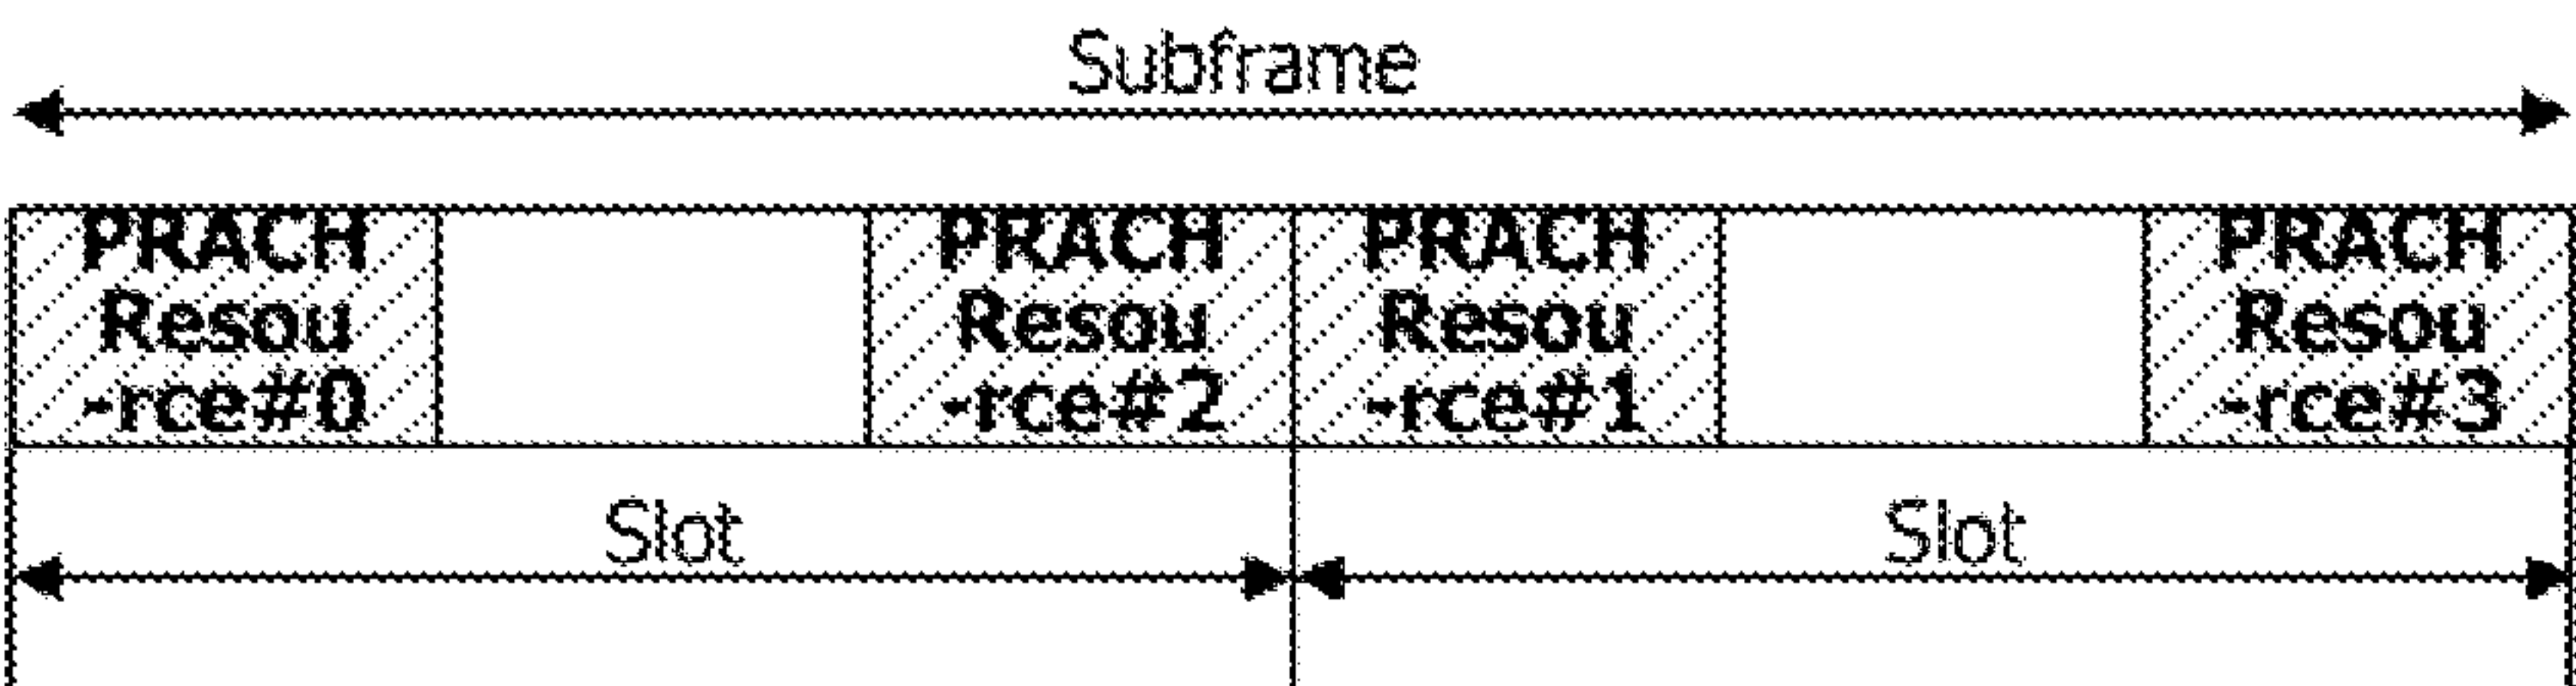 Subframe
PRACH
Resou
-rce#0
PRACH
Resou
-rce#2
PRACH
Resou
-rce#1
PRACH
Resou
-rce#3
Slot
Slot